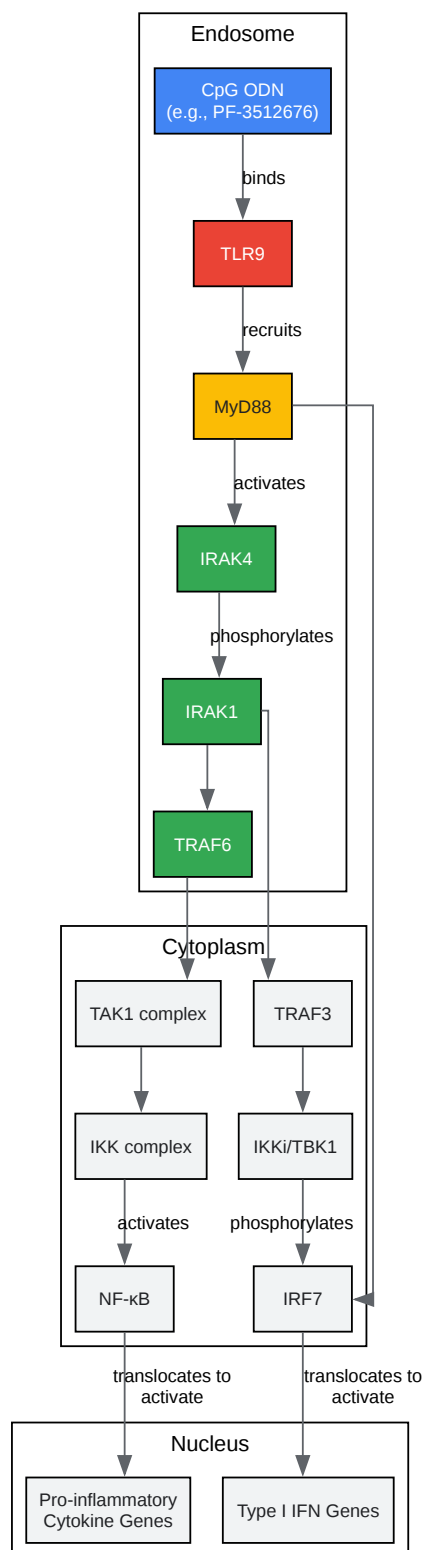 Endosome
CpG ODN
(e.g., PF-3512676)
binds
TLR9
recruits
MyD88
activates
IRAK4
phosphorylates
IRAK1
TRAF6
Cytoplasm
TAK1 complex
TRAF3
IKK complex
IKKi/TBK1
activates
phosphorylates
NF-κB
IRF7
translocates to
activate
translocates to
activate
Nucleus
Pro-inflammatory
Cytokine Genes
Type I IFN Genes